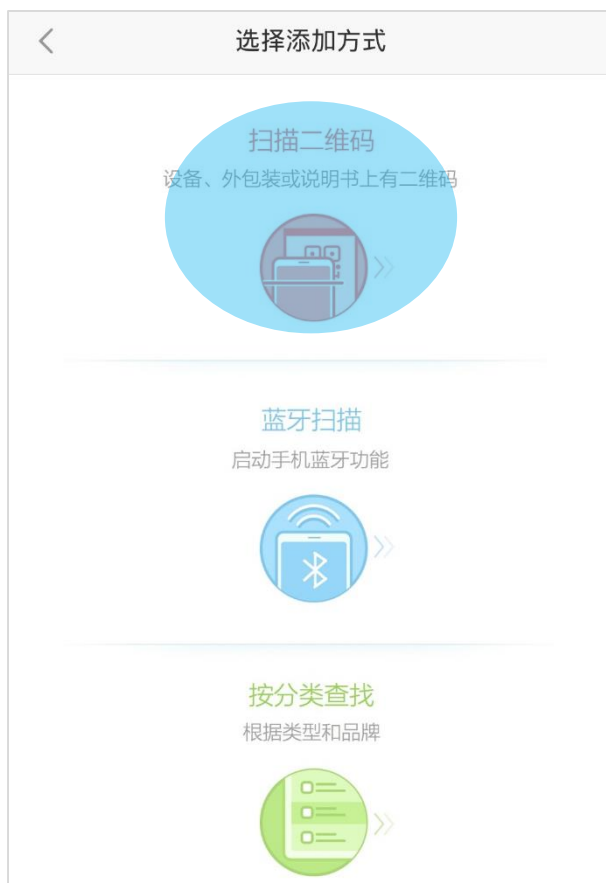 选择添加方式
扫描二维码
设备、外包装或说明书上有二维码
蓝牙扫描
启动手机蓝牙功能
按分类查找
根据类型和品牌